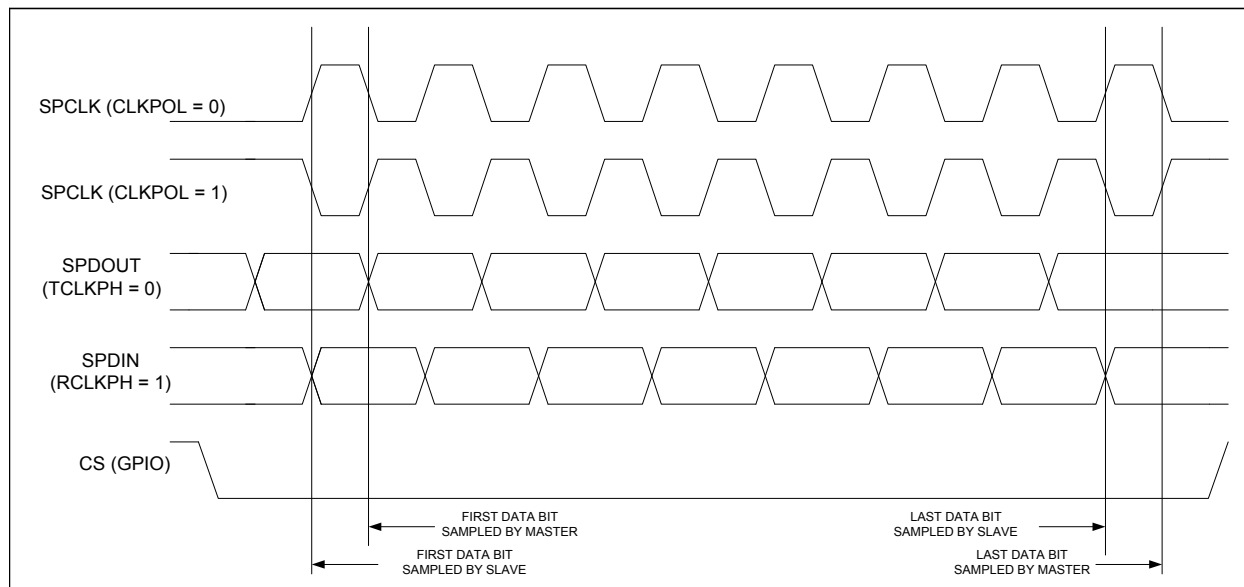 SPCLK (CLKPOL = 0)
SPCLK (CLKPOL = 1)
SPDOUT
(TCLKPH = 0)
SPDIN
(RCLKPH = 1)
CS (GPIO)
FIRST DATA BIT
SAMPLED BY MASTER
LAST DATA BIT
SAMPLED BY SLAVE
FIRST DATA BIT
SAMPLED BY SLAVE
LAST DATA BIT
SAMPLED BY MASTER